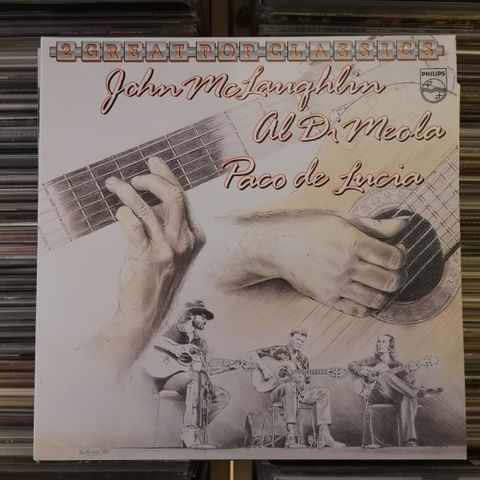 2 GREAT POP CLASSICS
John McLaughlin
PHILIPS
Al Di Meola
Paco de Lucia